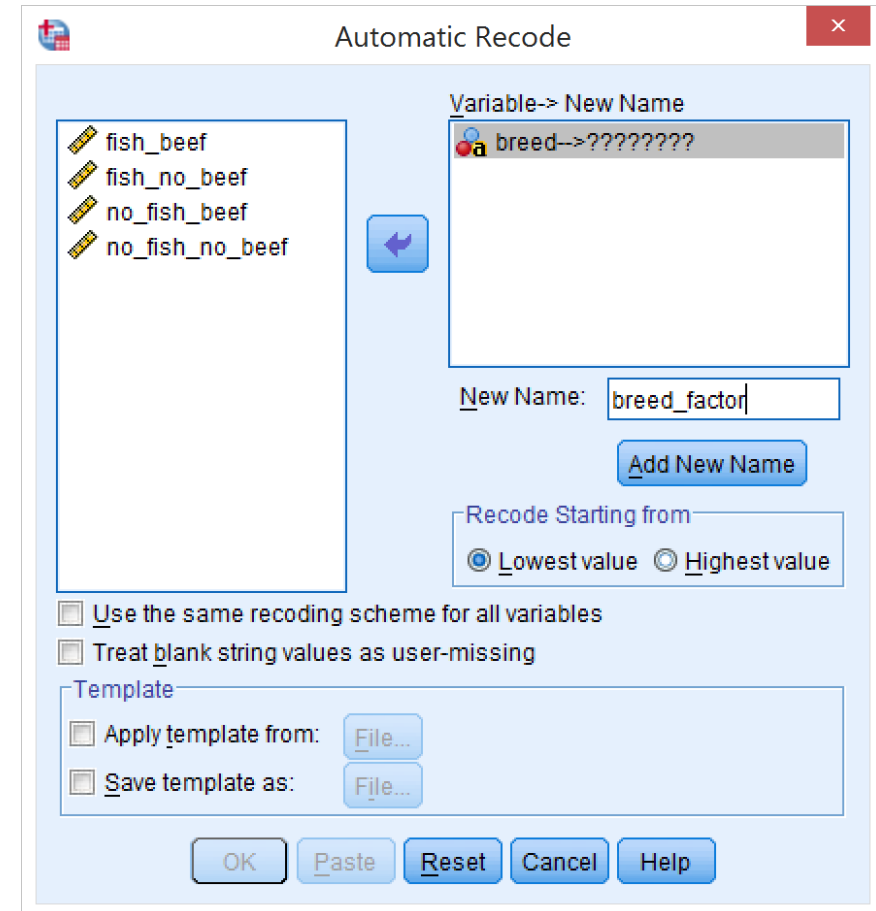 Automatic Recode
Variable-> New Name
fish_beef
fish_no_beef
no_fish_beef
no_fish_no_beef
a breed-->????????
New Name: breed_factor
Add New Name
Recode Starting from
Lowest value Highest value
Use the same recoding scheme for all variables
Treat blank string values as user-missing
Template
Apply template from: File...
Save template as: File...
OK Paste Reset Cancel Help